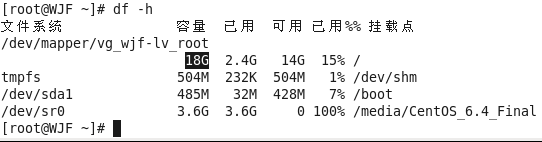 [root@WJF ~]# df -h
文件系统 容量 已用 可用 已用%% 挂载点
/dev/mapper/vg_wjf-lv_root
18G 2.4G 14G 15% /
tmpfs 504M 232K 504M 1% /dev/shm
/dev/sda1 485M 32M 428M 7% /boot
/dev/sr0 3.6G 3.6G 0 100% /media/CentOS_6.4_Final
[root@WJF ~]#